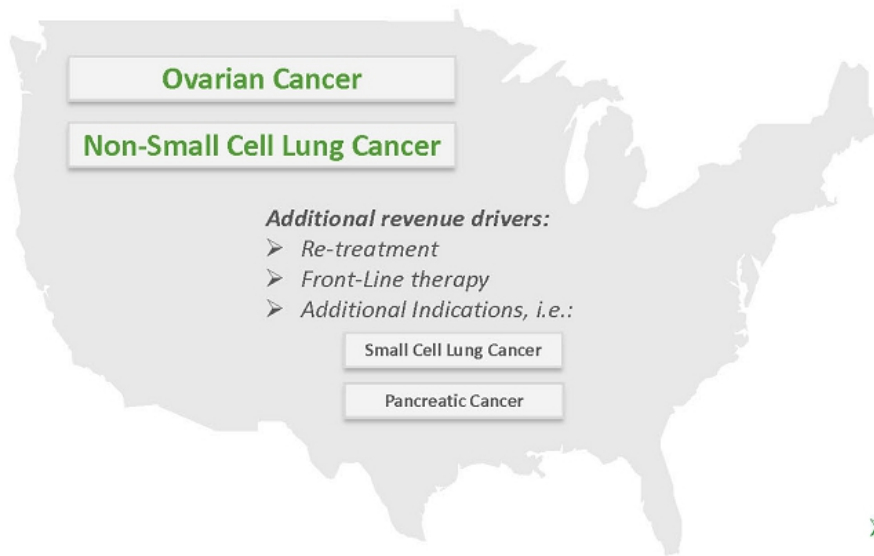 Ovarian Cancer
Non-Small Cell Lung Cancer
Additional revenue drivers:
➢ Re-treatment
➢ Front-Line therapy
➢ Additional Indications, i.e.:
Small Cell Lung Cancer
Pancreatic Cancer